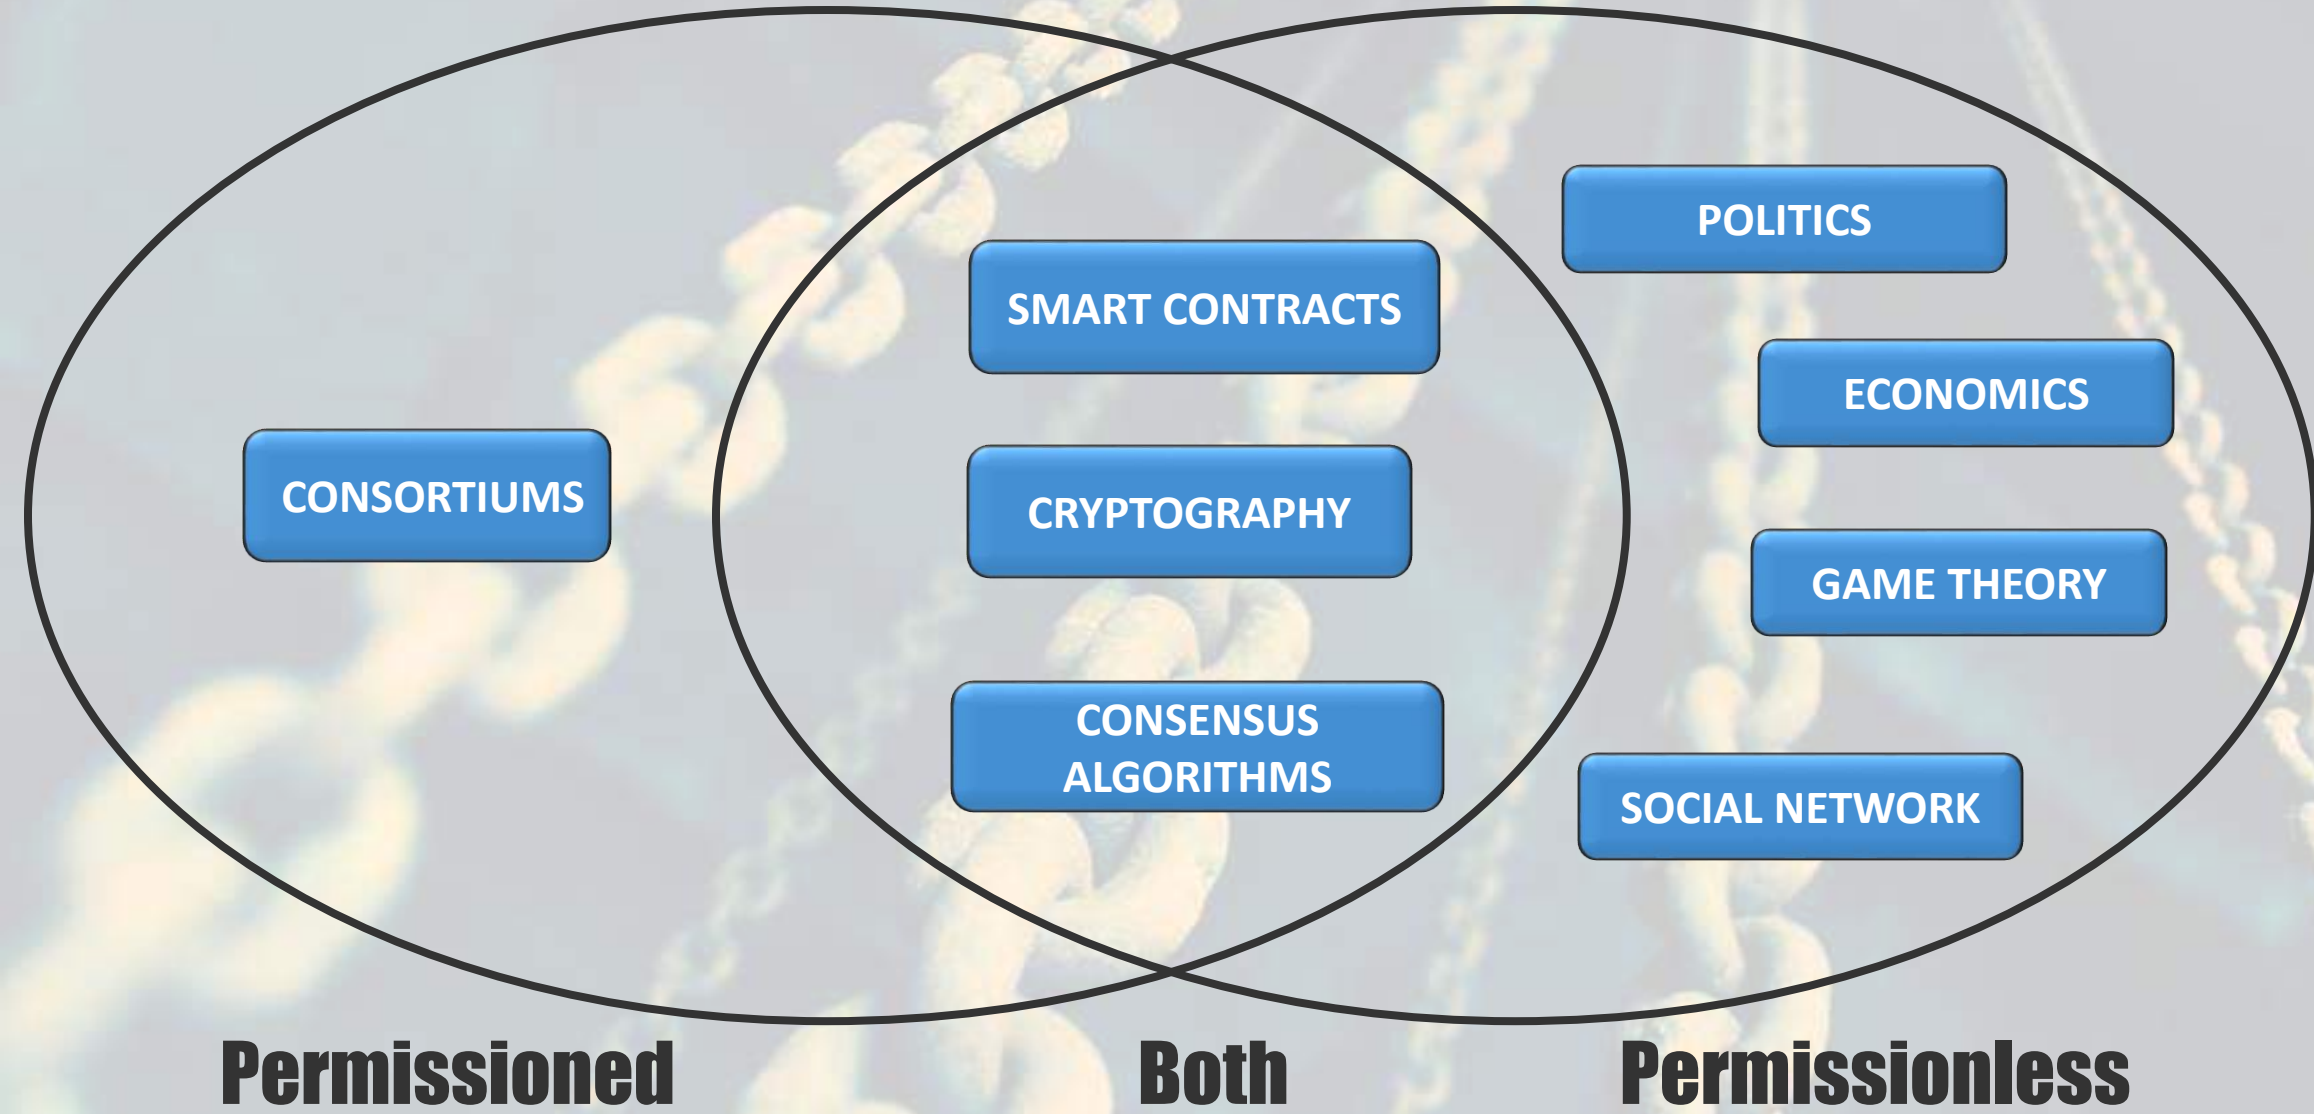 POLITICS
SMART CONTRACTS
ECONOMICS
CONSORTIUMS
CRYPTOGRAPHY
GAME THEORY
CONSENSUS
ALGORITHMS
SOCIAL NETWORK
Permissioned
Both
Permissionless